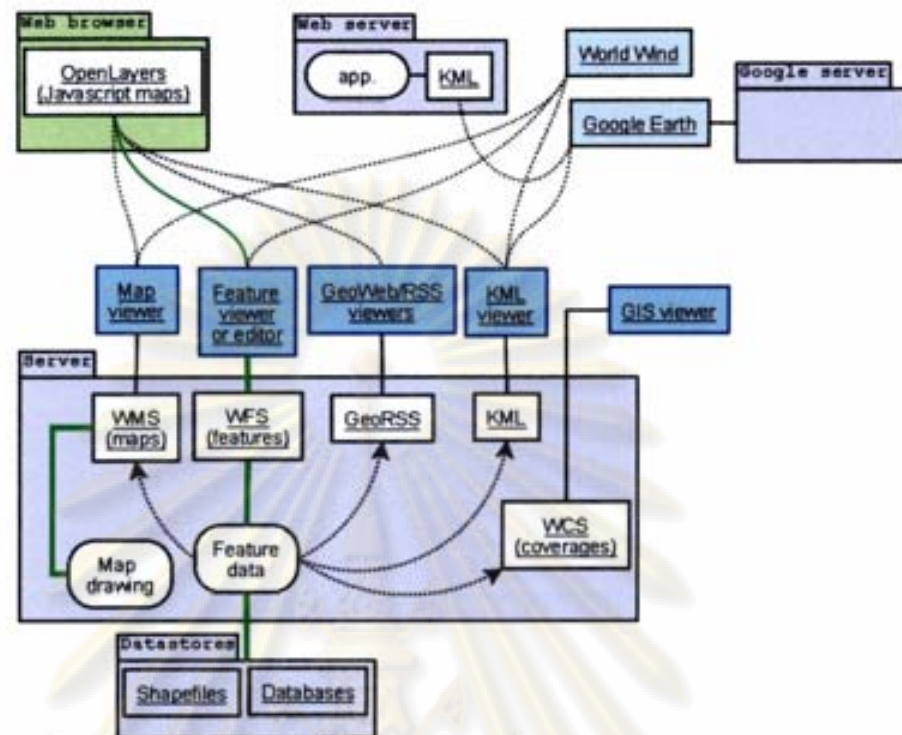 Web browser
OpenLayers
(Javascript maps)
Web server
app.
KML
World Wind
Google server
Google Earth
Map
viewer
Feature
viewer
or editor
GeoWeb/RSS
viewers
KML
viewer
GIS viewer
Server
WMS
(maps)
WFS
(features)
GeoRSS
KML
WCS
(coverages)
Map
drawing
Feature
data
Datastores
Shapefiles
Databases